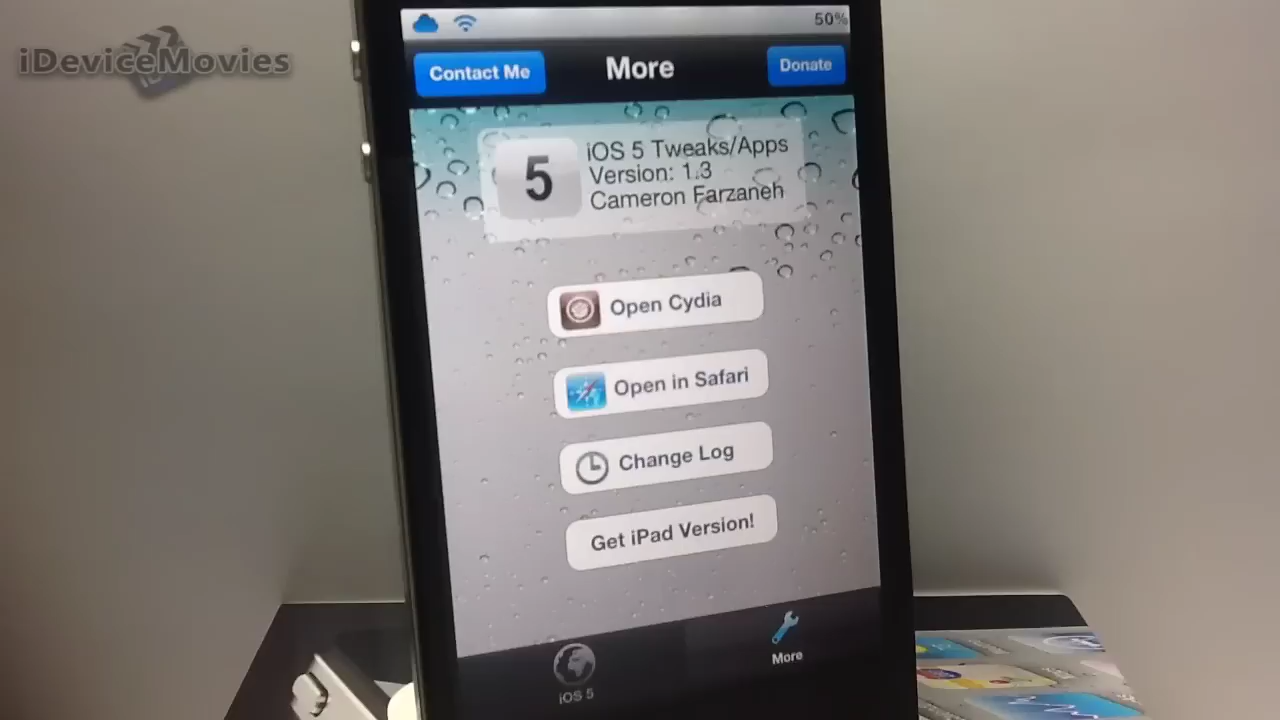 iDeviceMovies
50%
Contact Me
More
Donate
5
iOS 5 Tweaks/Apps
Version: 1.3
Cameron Farzaneh
Open Cydia
Open in Safari
Change Log
Get iPad Version!
iOS 5
More